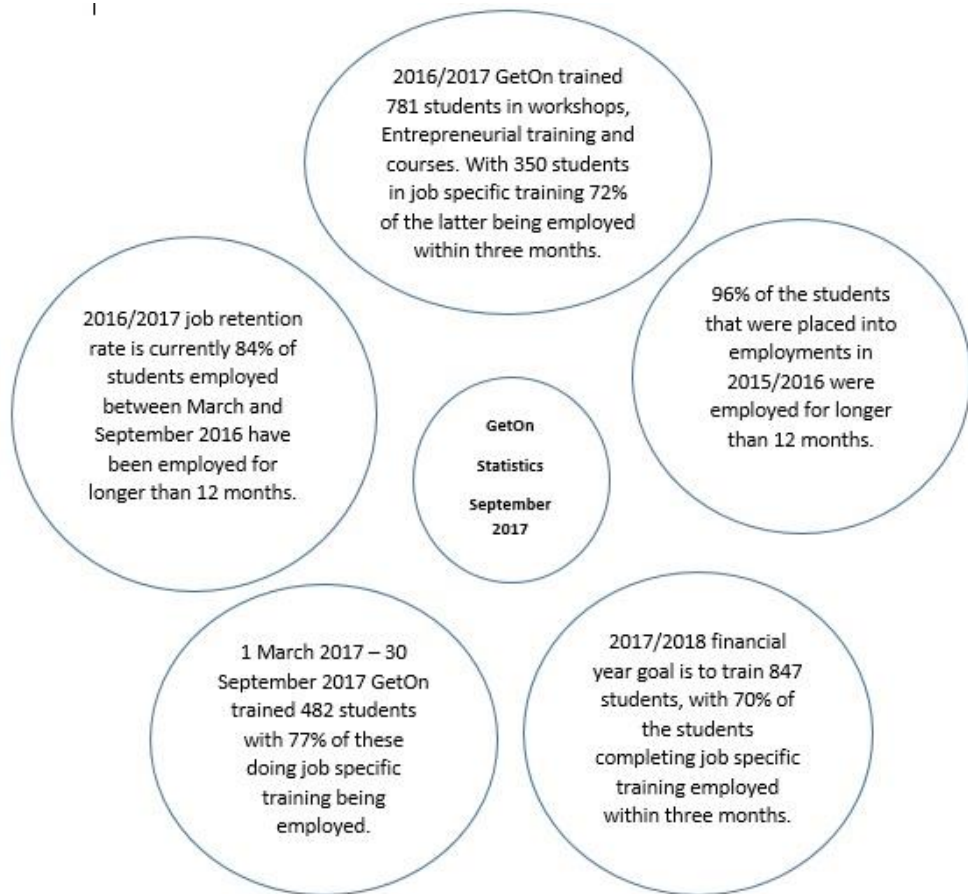 2016/2017 GetOn trained
781 students in workshops,
Entrepreneurial training and
courses. With 350 students
in job specific training 72%
of the latter being employed
within three months.
96% of the students
that were placed into
employments in
2015/2016 were
employed for longer
than 12 months.
2016/2017 job retention
rate is currently 84% of
students employed
between March and
September 2016 have
been employed for
longer than 12 months.
GetOn
Statistics
September
2017
1 March 2017 – 30
September 2017 GetOn
trained 482 students
with 77% of these
doing job specific
training being
employed.
2017/2018 financial
year goal is to train 847
students, with 70% of
the students
completing job specific
training employed
within three months.